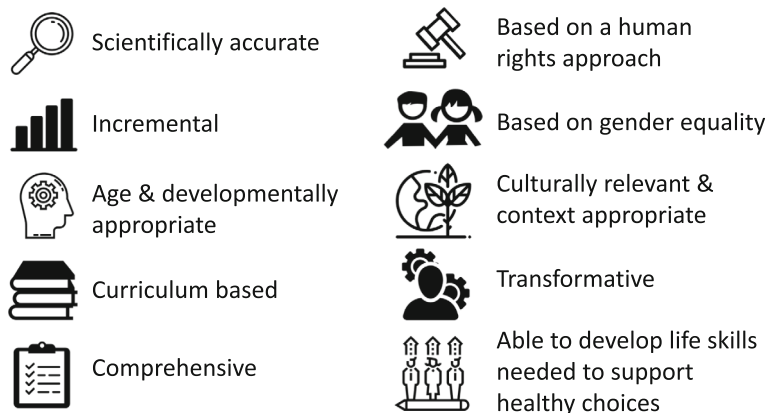 Scientifically accurate
Incremental
Age & developmentally
appropriate
Curriculum based
Comprehensive
Based on a human
rights approach
Based on gender equality
Culturally relevant &
context appropriate
Transformative
Able to develop life skills
needed to support
healthy choices